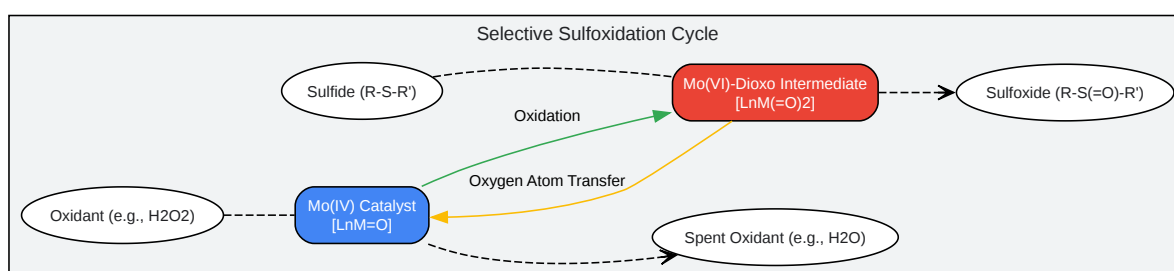 Selective Sulfoxidation Cycle
Sulfide (R-S-R')
Mo(VI)-Dioxo Intermediate
[LnM(=O)2]
Sulfoxide (R-S(=O)-R')
Oxidation
Oxygen Atom Transfer
Oxidant (e.g., H2O2)
Mo(IV) Catalyst
[LnM=O]
Spent Oxidant (e.g., H2O)